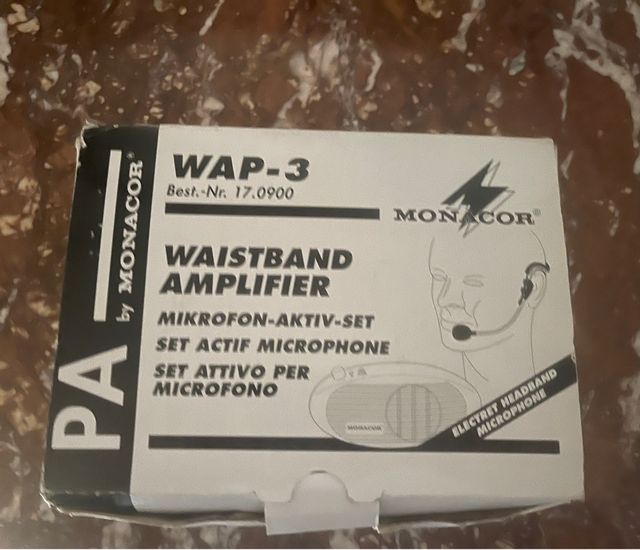 WAP-3
Best.-Nr. 17.0900
MONACOR®
WAISTBAND
AMPLIFIER
MIKROFON-AKTIV-SET
SET ACTIF MICROPHONE
SET ATTIVO PER
MICROFONO
MONACOR
ELECTRET HEADBAND
MICROPHONE
PA
by MONACOR®